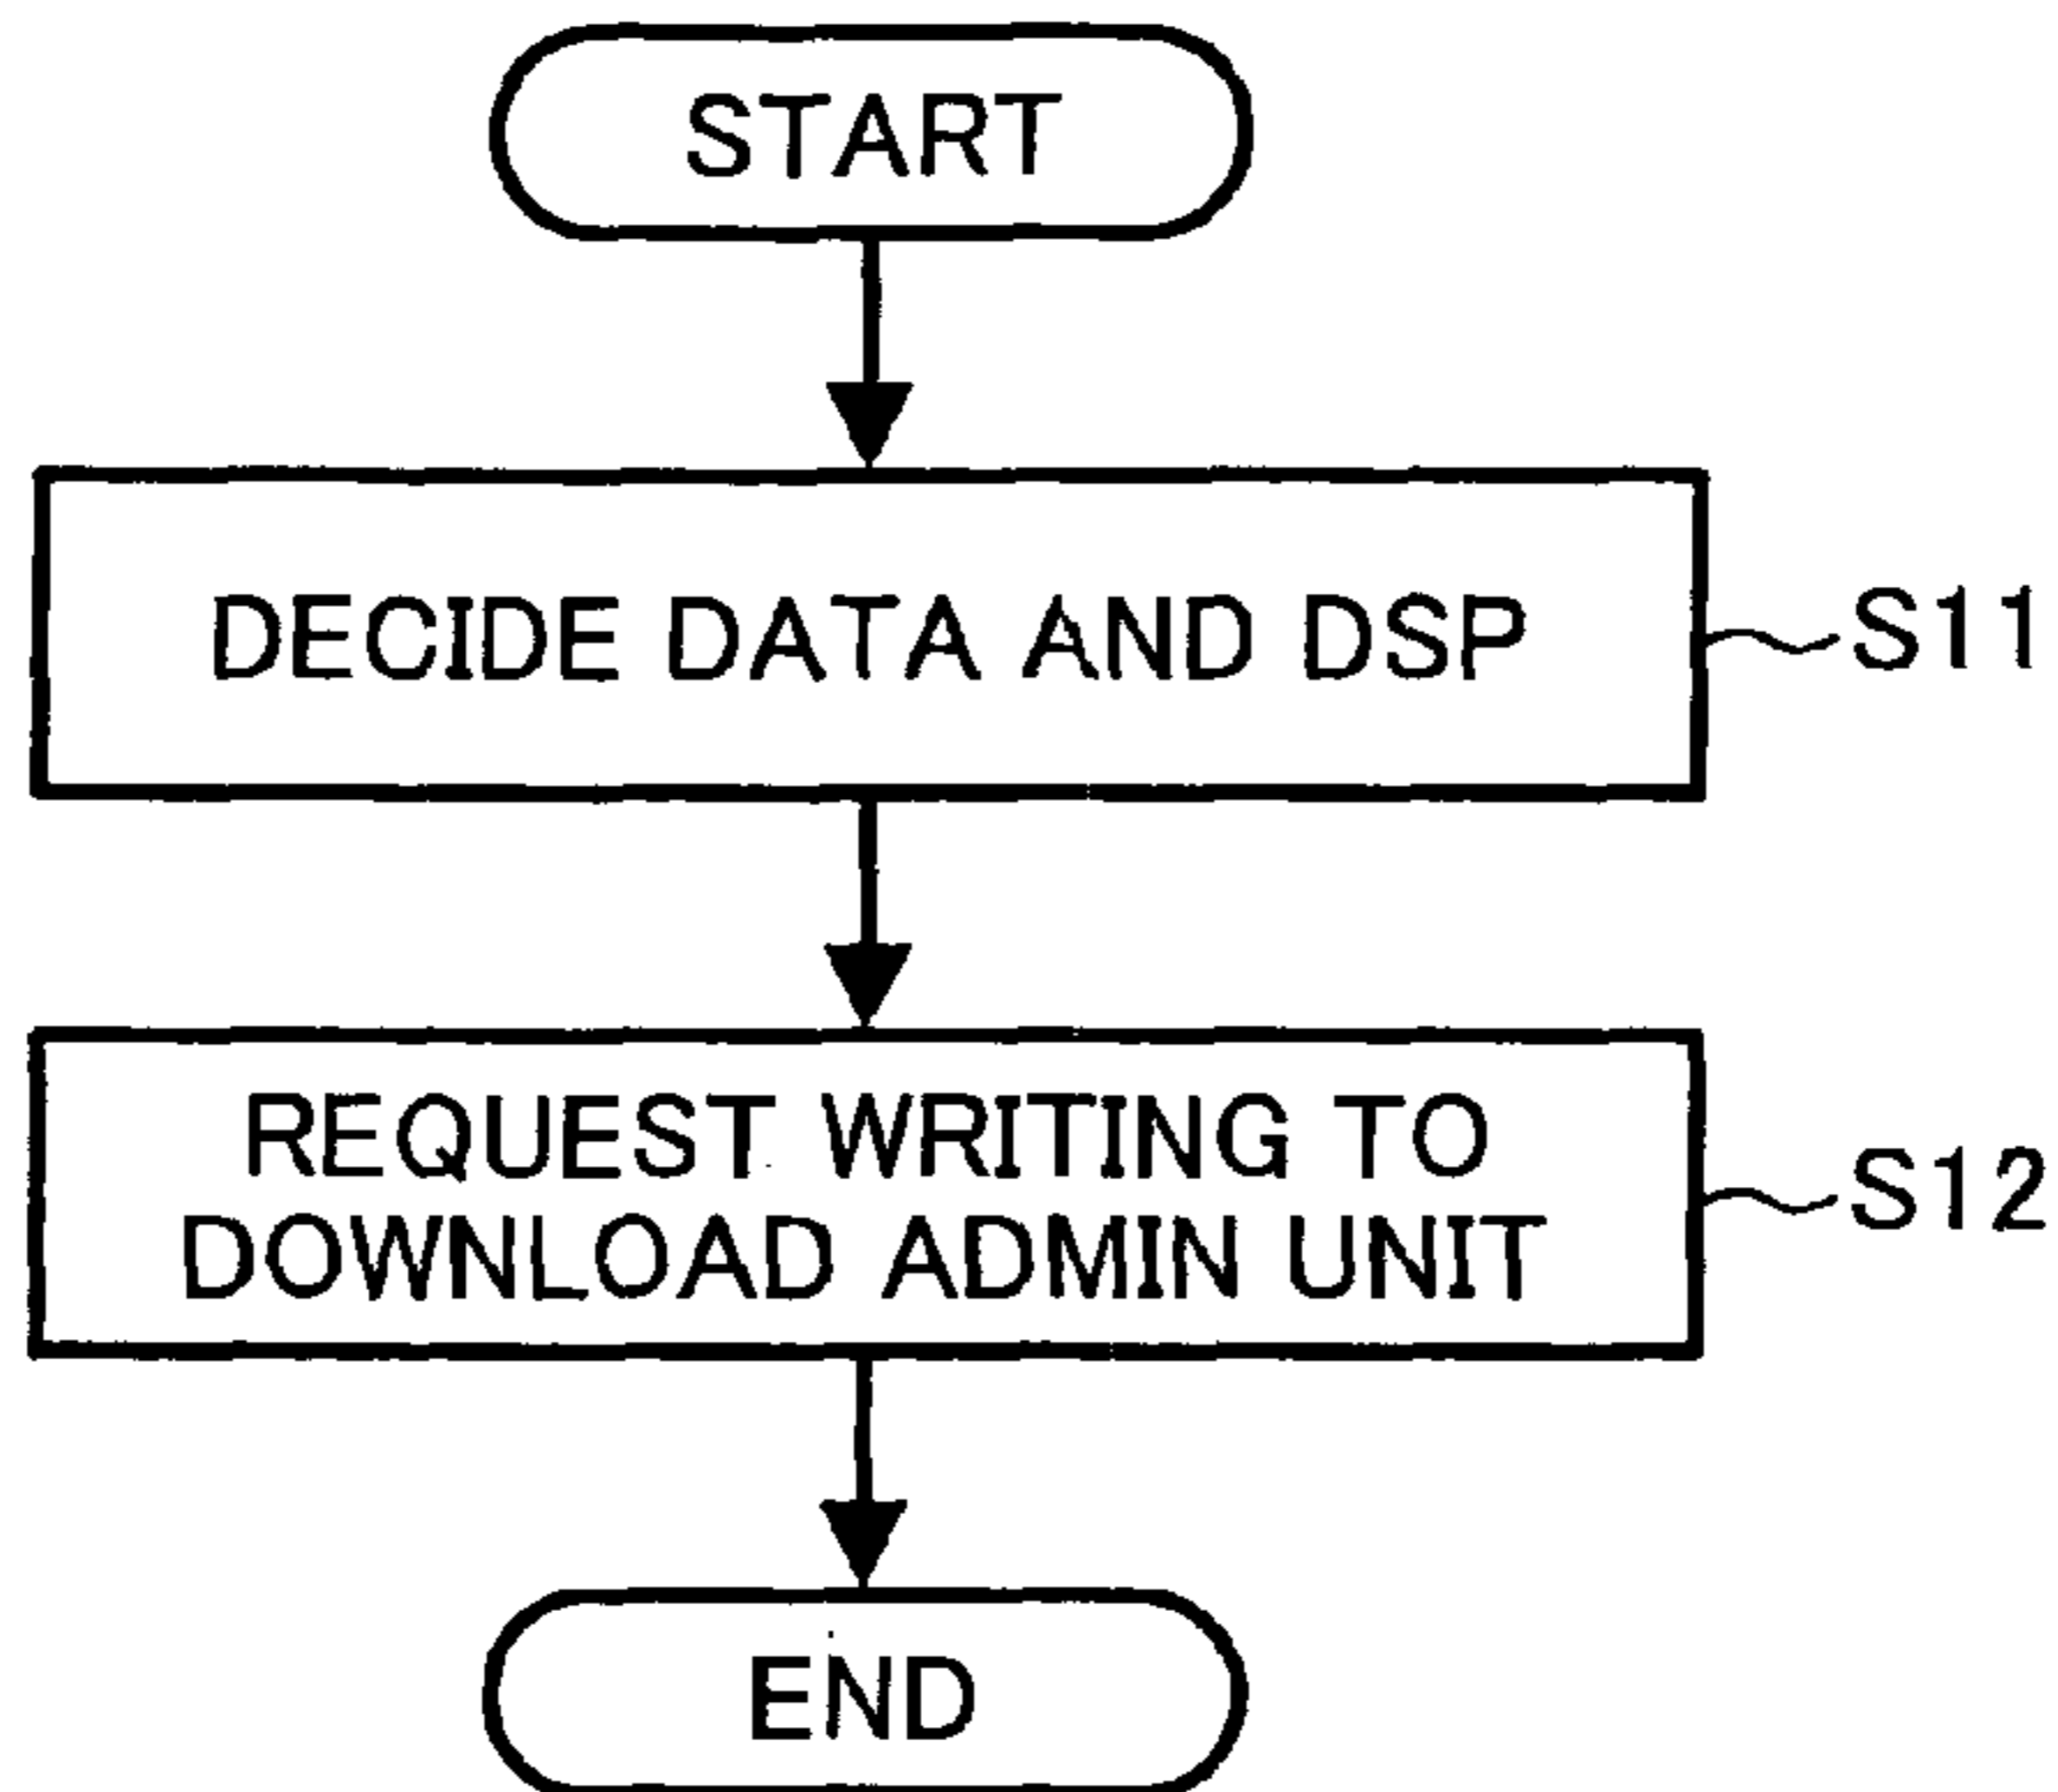 START
DECIDE DATA AND DSP
S11
REQUEST WRITING TO
DOWNLOAD ADMIN UNIT
S12
END